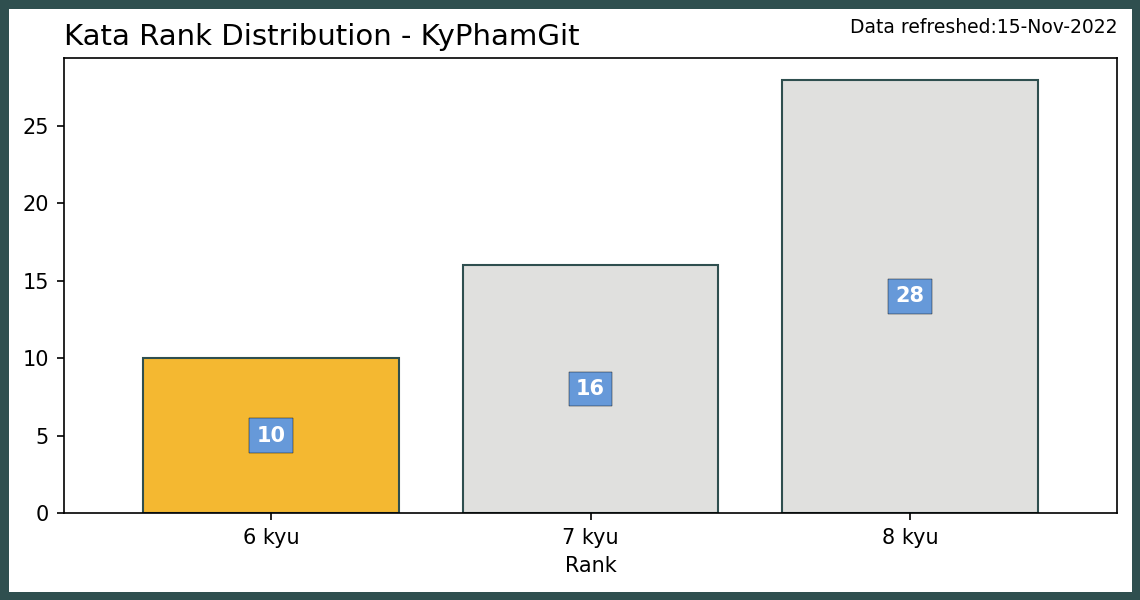 Kata Rank Distribution - KyPhamGit
Data refreshed:15-Nov-2022
25
20
15
10
5
0
10
16
28
6 kyu
7 kyu
8 kyu
Rank